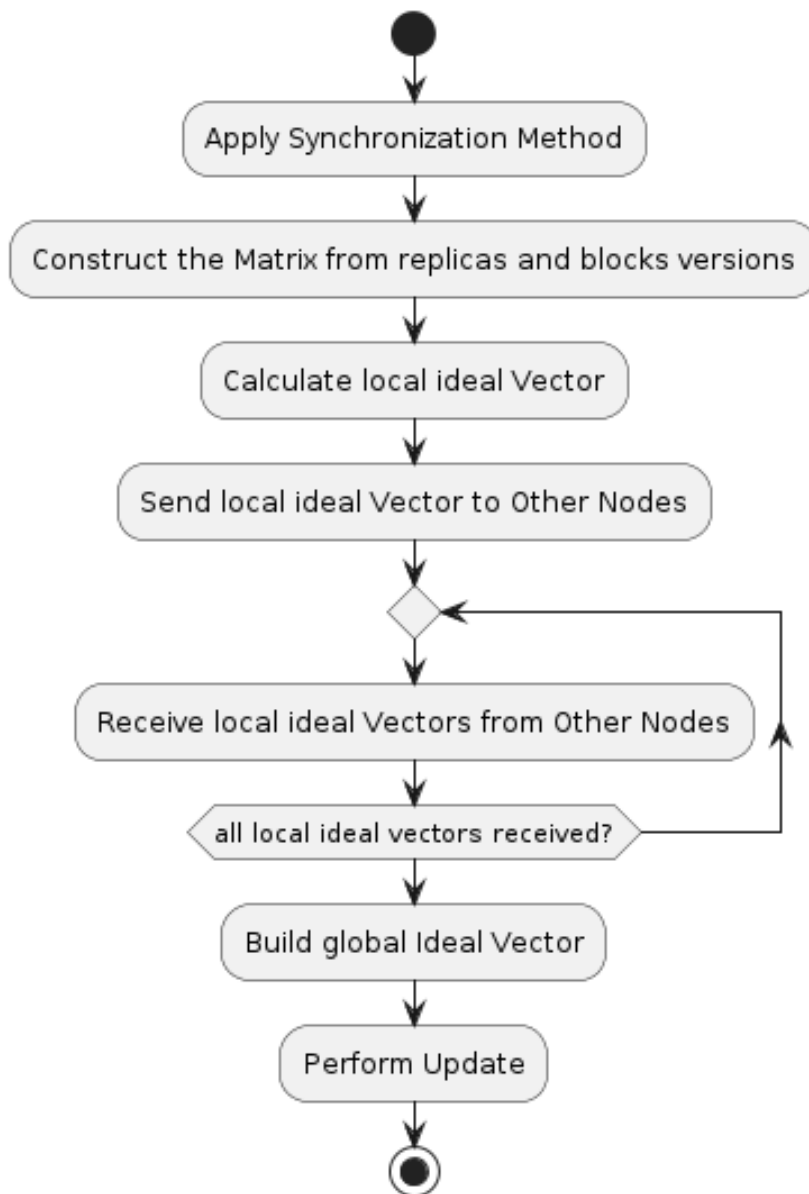 Apply Synchronization Method
Construct the Matrix from replicas and blocks versions
Calculate local ideal Vector
Send local ideal Vector to Other Nodes
Receive local ideal Vectors from Other Nodes
all local ideal vectors received?
Build global Ideal Vector
Perform Update